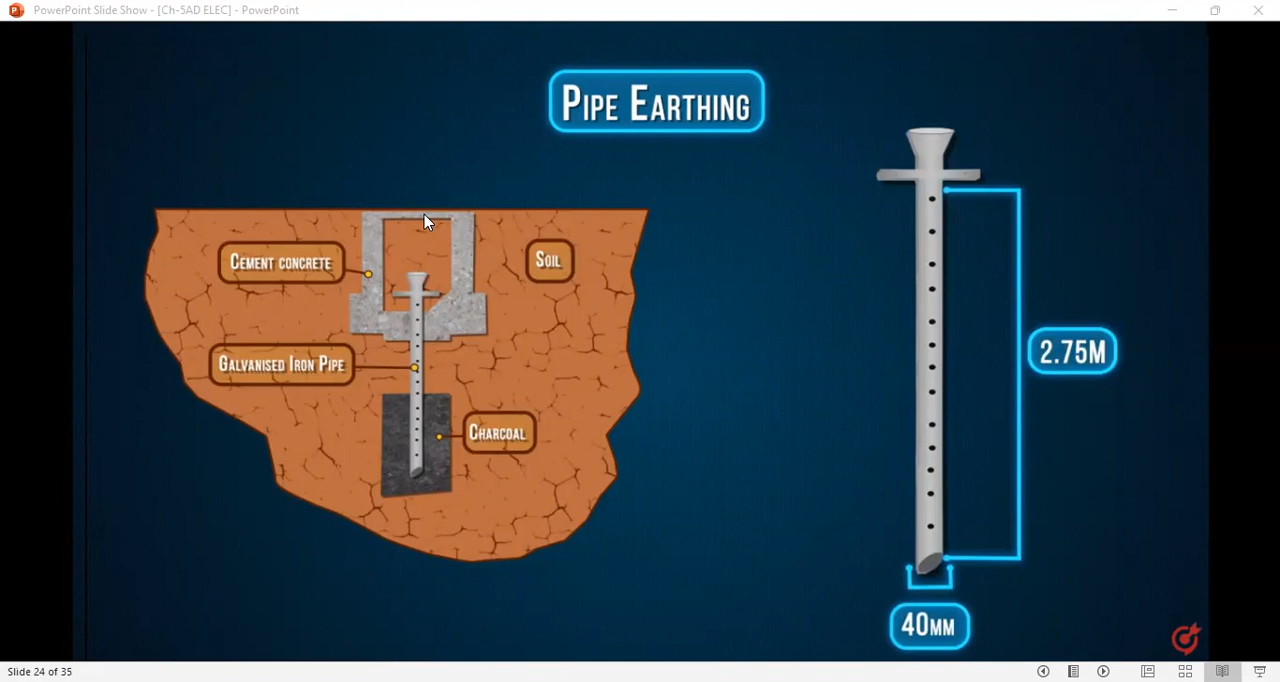 PowerPoint Slide Show - [Ch-5AD ELEC] - PowerPoint
PIPE EARTHING
CEMENT CONCRETE
SOIL
GALVANISED IRON PIPE
CHARCOAL
2.75M
40MM
Slide 24 of 35